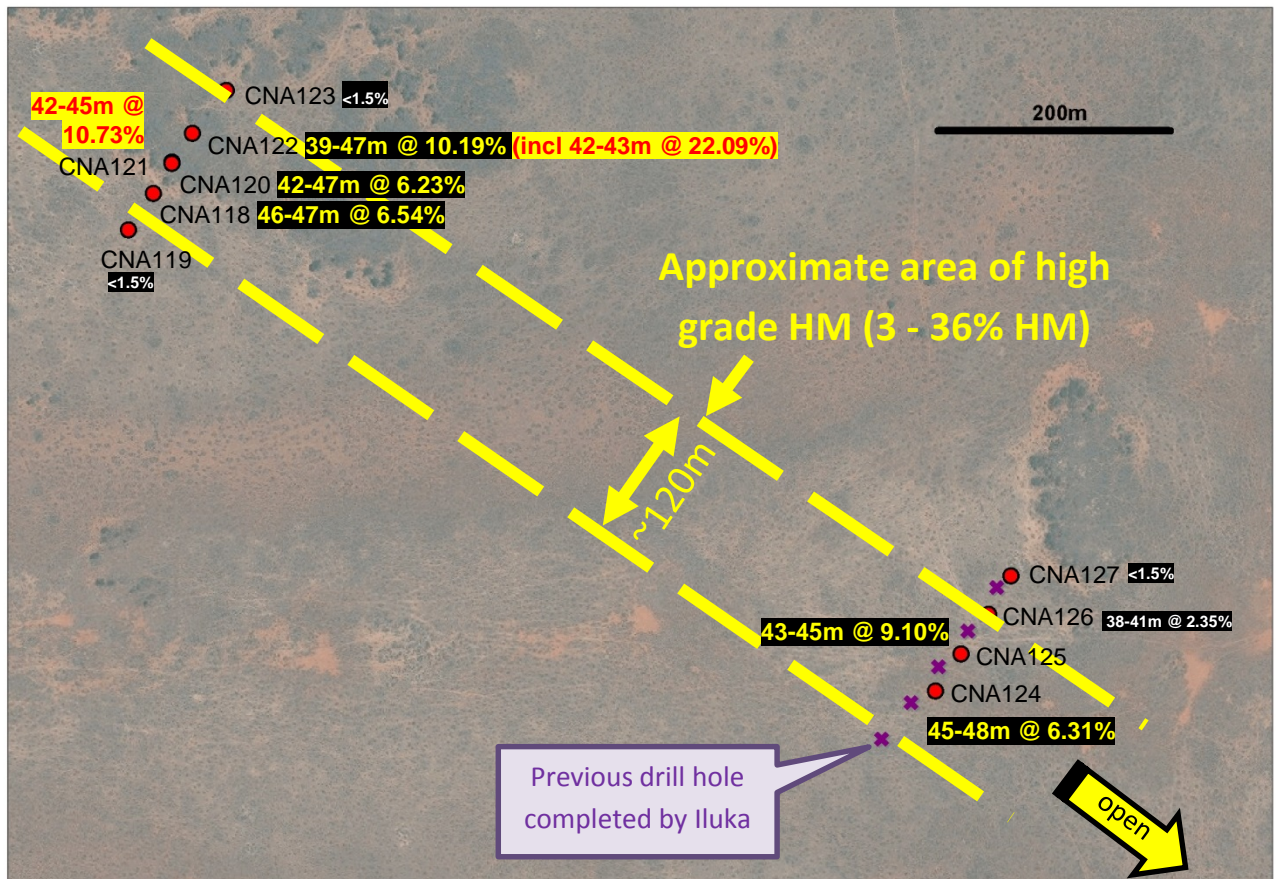 CNA123 <1.5%
200m
42-45m @
10.73%
CNA122 39-47m @ 10.19% (incl 42-43m @ 22.09%)
CNA121
CNA120 42-47m @ 6.23%
CNA118 46-47m @ 6.54%
CNA119
<1.5%
Approximate area of high
grade HM (3 - 36% HM)
~120m
CNA127 <1.5%
CNA126 38-41m @ 2.35%
43-45m @ 9.10%
CNA125
CNA124
45-48m @ 6.31%
Previous drill hole
completed by Iluka
open